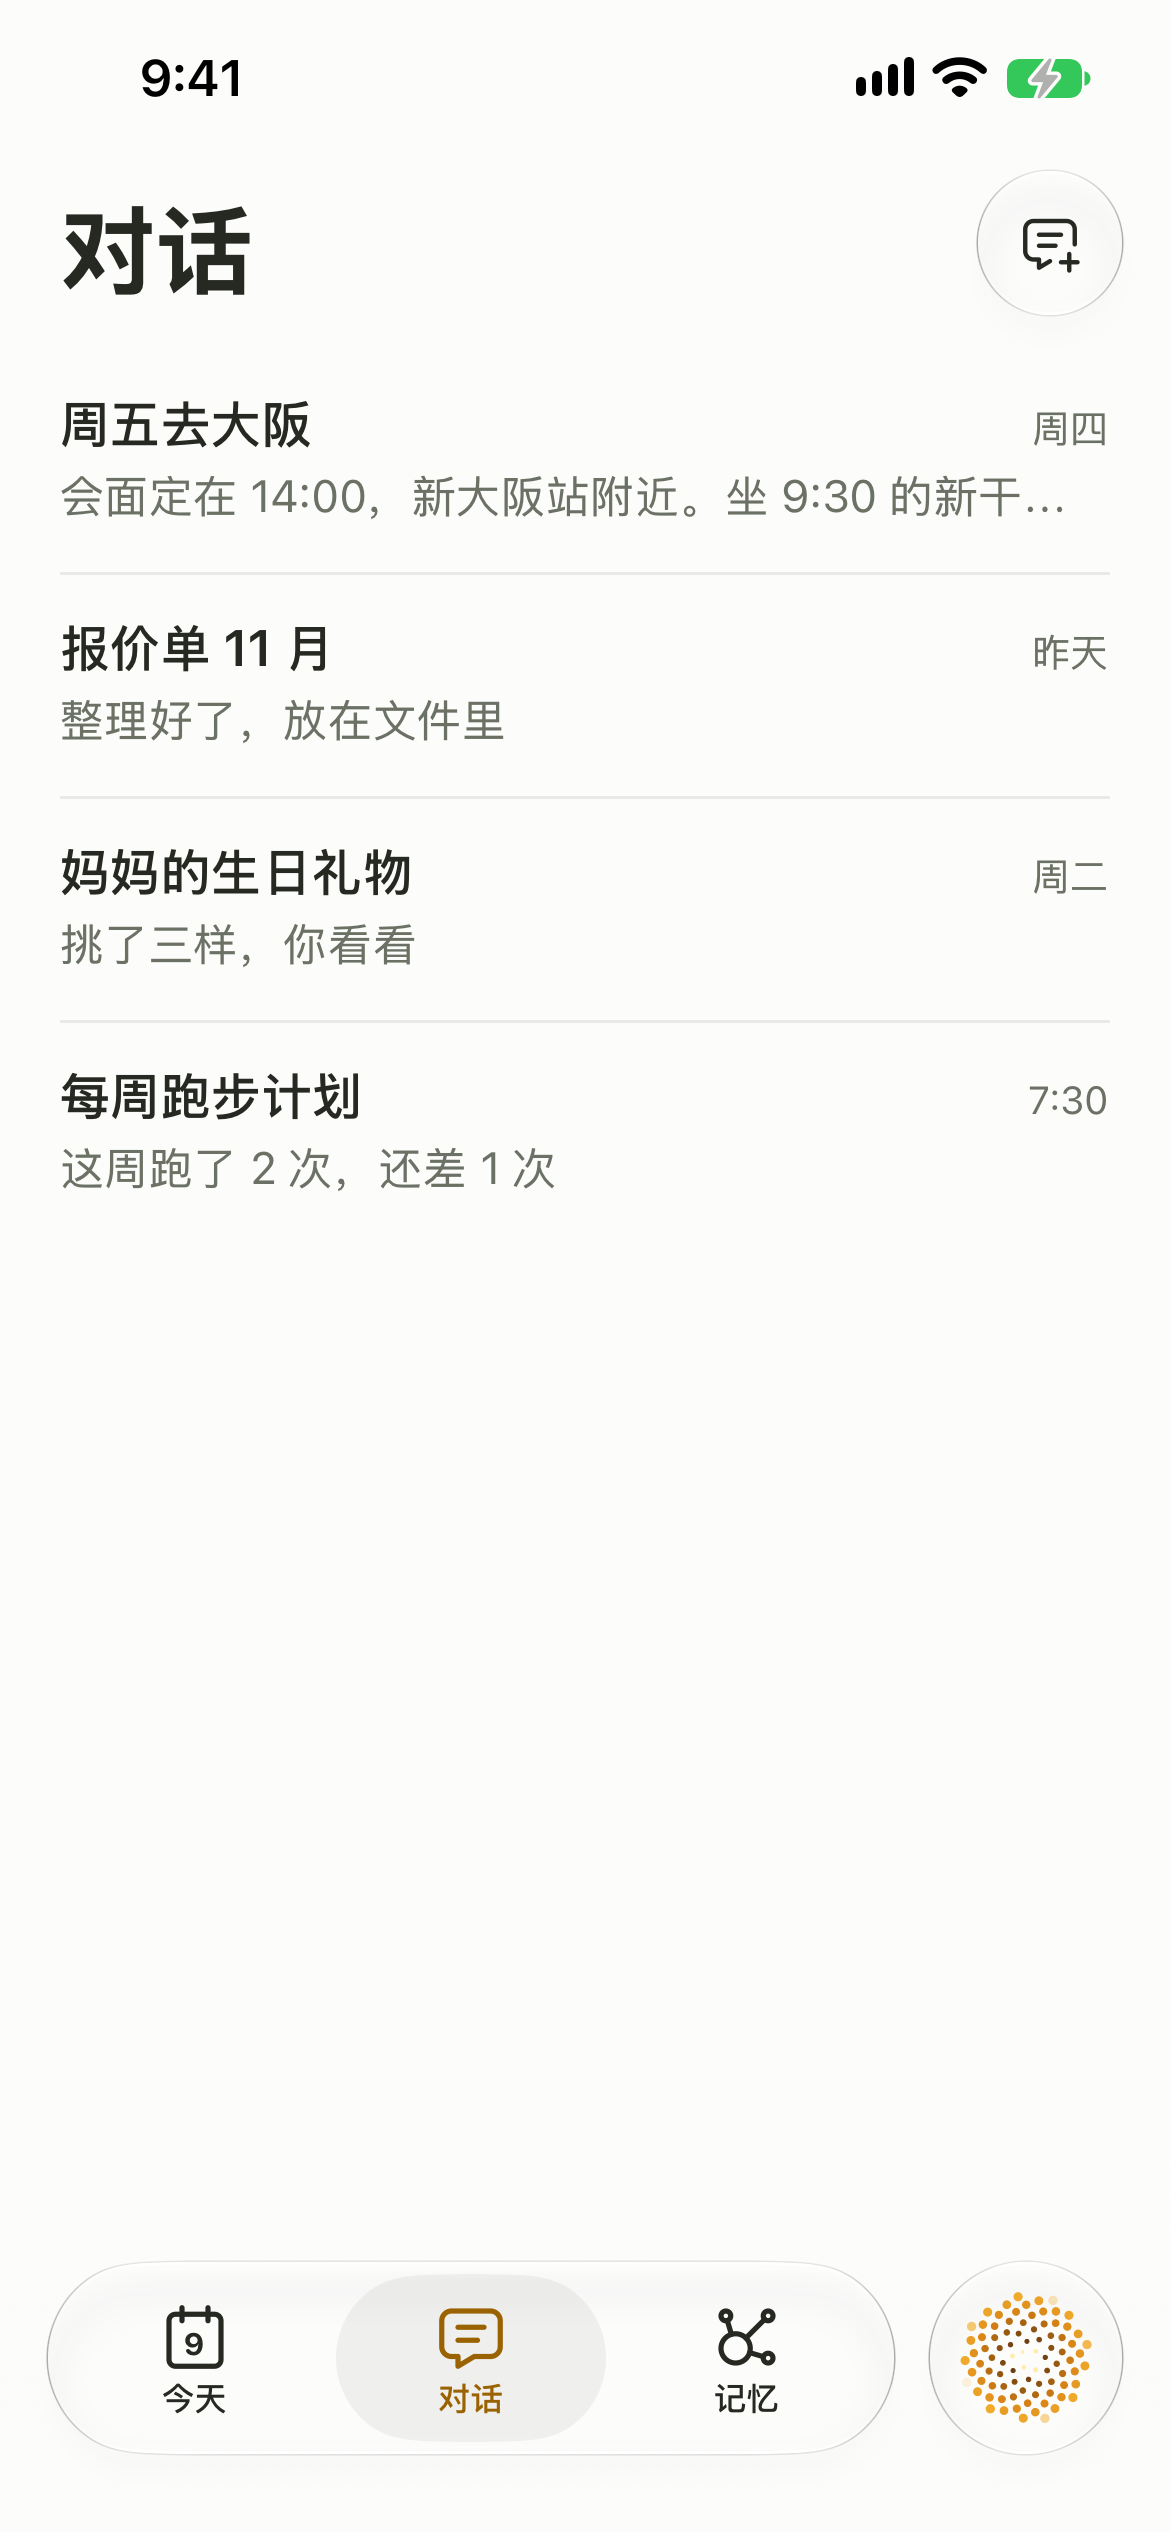 9:41
对话
周五去大阪
周四
会面定在 14:00，新大阪站附近。坐 9:30 的新干...
报价单 11 月
昨天
整理好了，放在文件里
妈妈的生日礼物
周二
挑了三样，你看看
每周跑步计划
7:30
这周跑了 2 次，还差 1 次
9
今天
对话
记忆